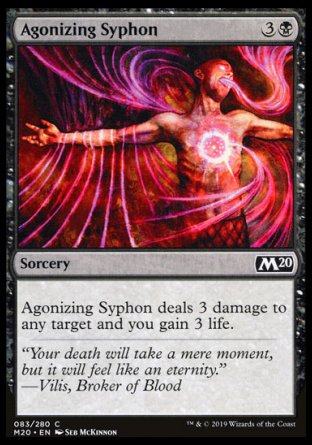 Agonizing Syphon 3
Sorcery
M20
Agonizing Syphon deals 3 damage to
any target and you gain 3 life.
"Your death will take a mere moment,
but it will feel like an eternity."
—Vilis, Broker of Blood
083/280 C
M20 • EN Seb McKinnon
™ & © 2019 Wizards of the Coast